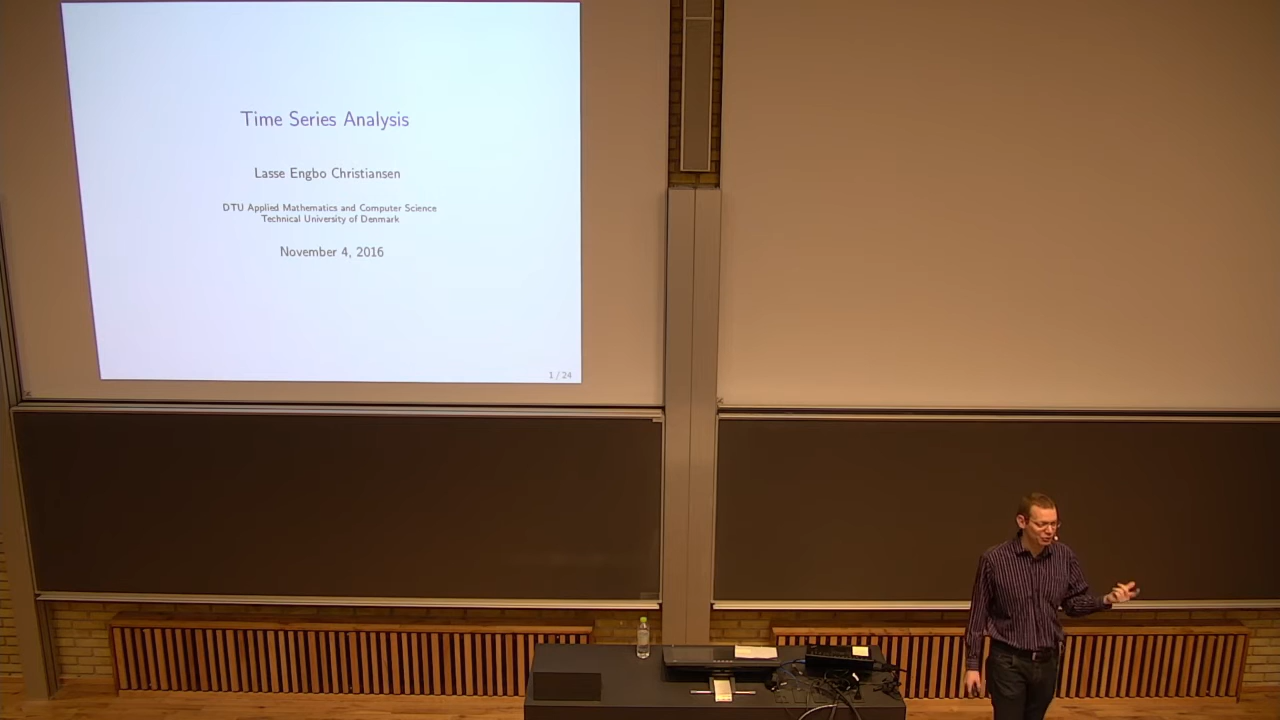 Time Series Analysis
Lasse Engbo Christiansen
DTU Applied Mathematics and Computer Science
Technical University of Denmark
November 4, 2016
1 / 24